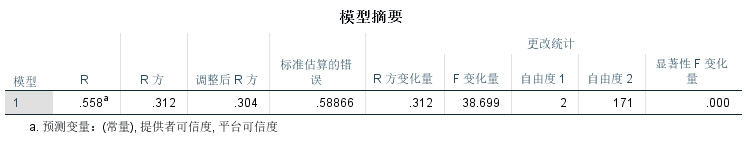 模型摘要
更改统计
模型 R R 方 调整后 R 方 标准估算的错误 R 方变化量 F 变化量 自由度 1 自由度 2 显著性 F 变化量
1 .558a .312 .304 .58866 .312 38.699 2 171 .000
a. 预测变量：(常量), 提供者可信度, 平台可信度